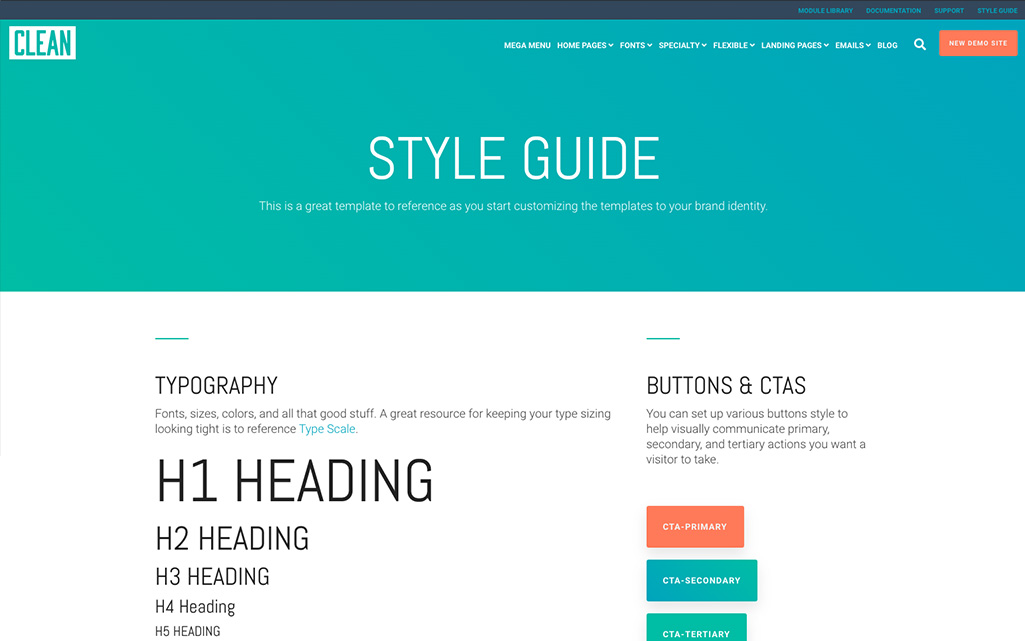 MODULE LIBRARY DOCUMENTATION SUPPORT STYLE GUIDE
CLEAN
MEGA MENU HOME PAGES FONTS SPECIALTY FLEXIBLE LANDING PAGES EMAILS BLOG NEW DEMO SITE
STYLE GUIDE
This is a great template to reference as you start customizing the templates to your brand identity.
TYPOGRAPHY
Fonts, sizes, colors, and all that good stuff. A great resource for keeping your type sizing
looking tight is to reference Type Scale.
H1 HEADING
H2 HEADING
H3 HEADING
H4 Heading
H5 HEADING
BUTTONS & CTAS
You can set up various buttons style to
help visually communicate primary,
secondary, and tertiary actions you want a
visitor to take.
CTA-PRIMARY
CTA-SECONDARY
CTA-TERTIARY